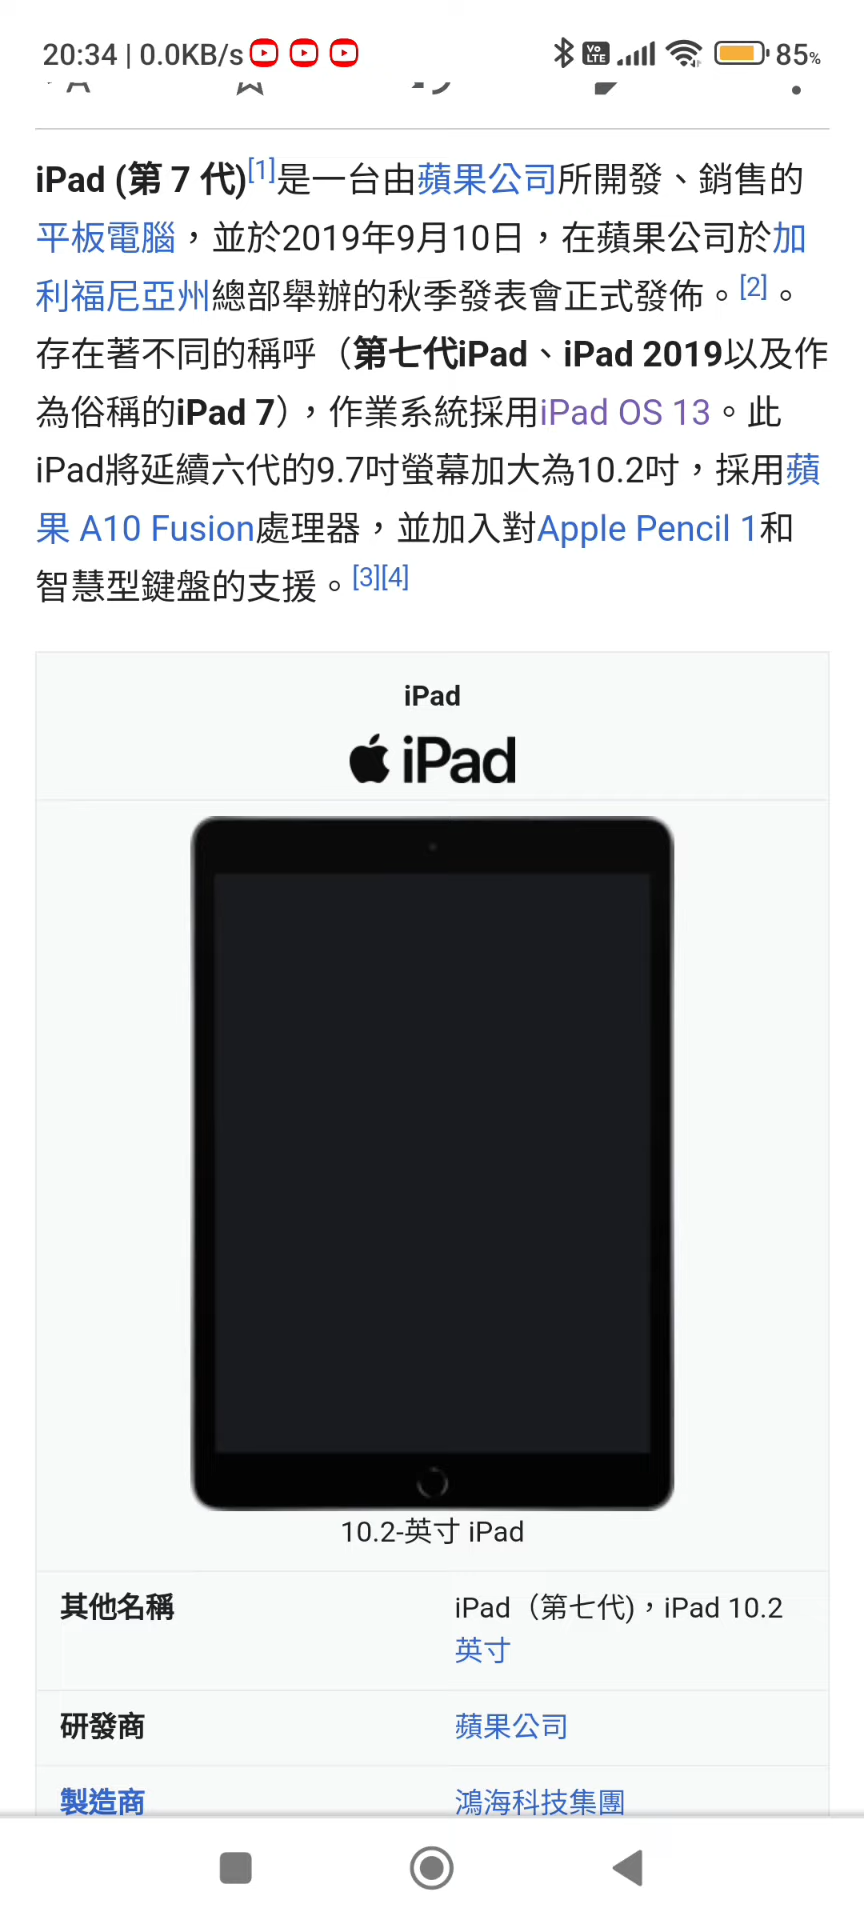 20:34 | 0.0KB/s VoLTE 85%
iPad (第 7 代)[1]是一台由蘋果公司所開發、銷售的
平板電腦，並於2019年9月10日，在蘋果公司於加
利福尼亞州總部舉辦的秋季發表會正式發佈。[2]。
存在著不同的稱呼（第七代iPad、iPad 2019以及作
為俗稱的iPad 7），作業系統採用iPad OS 13。此
iPad將延續六代的9.7吋螢幕加大為10.2吋，採用蘋
果 A10 Fusion處理器，並加入對Apple Pencil 1和
智慧型鍵盤的支援。[3][4]
iPad
iPad
10.2-英寸 iPad
其他名稱 iPad（第七代)，iPad 10.2
英寸
研發商 蘋果公司
製造商 鴻海科技集團